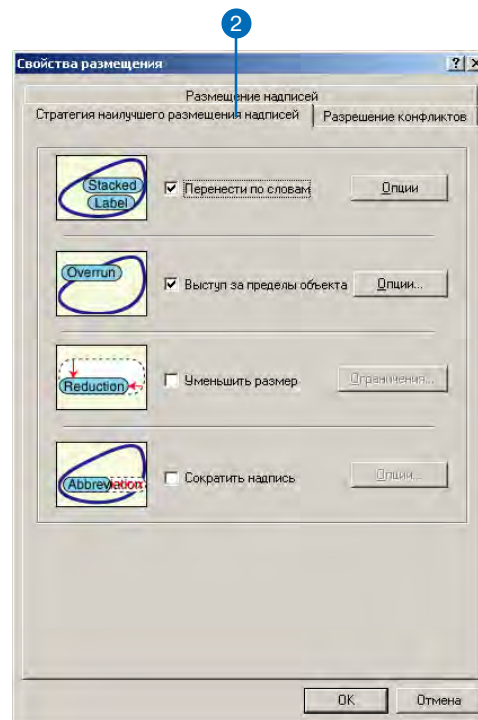 2
Свойства размещения
Размещение надписей
Стратегия наилучшего размещения надписей Разрешение конфликтов
Stacked
Label
Перенести по словам Опции
Overrun
Выступ за пределы объекта Опции...
Reduction
Уменьшить размер Ограничения...
Abbreviation
Сократить надпись Опции...
OK Отмена